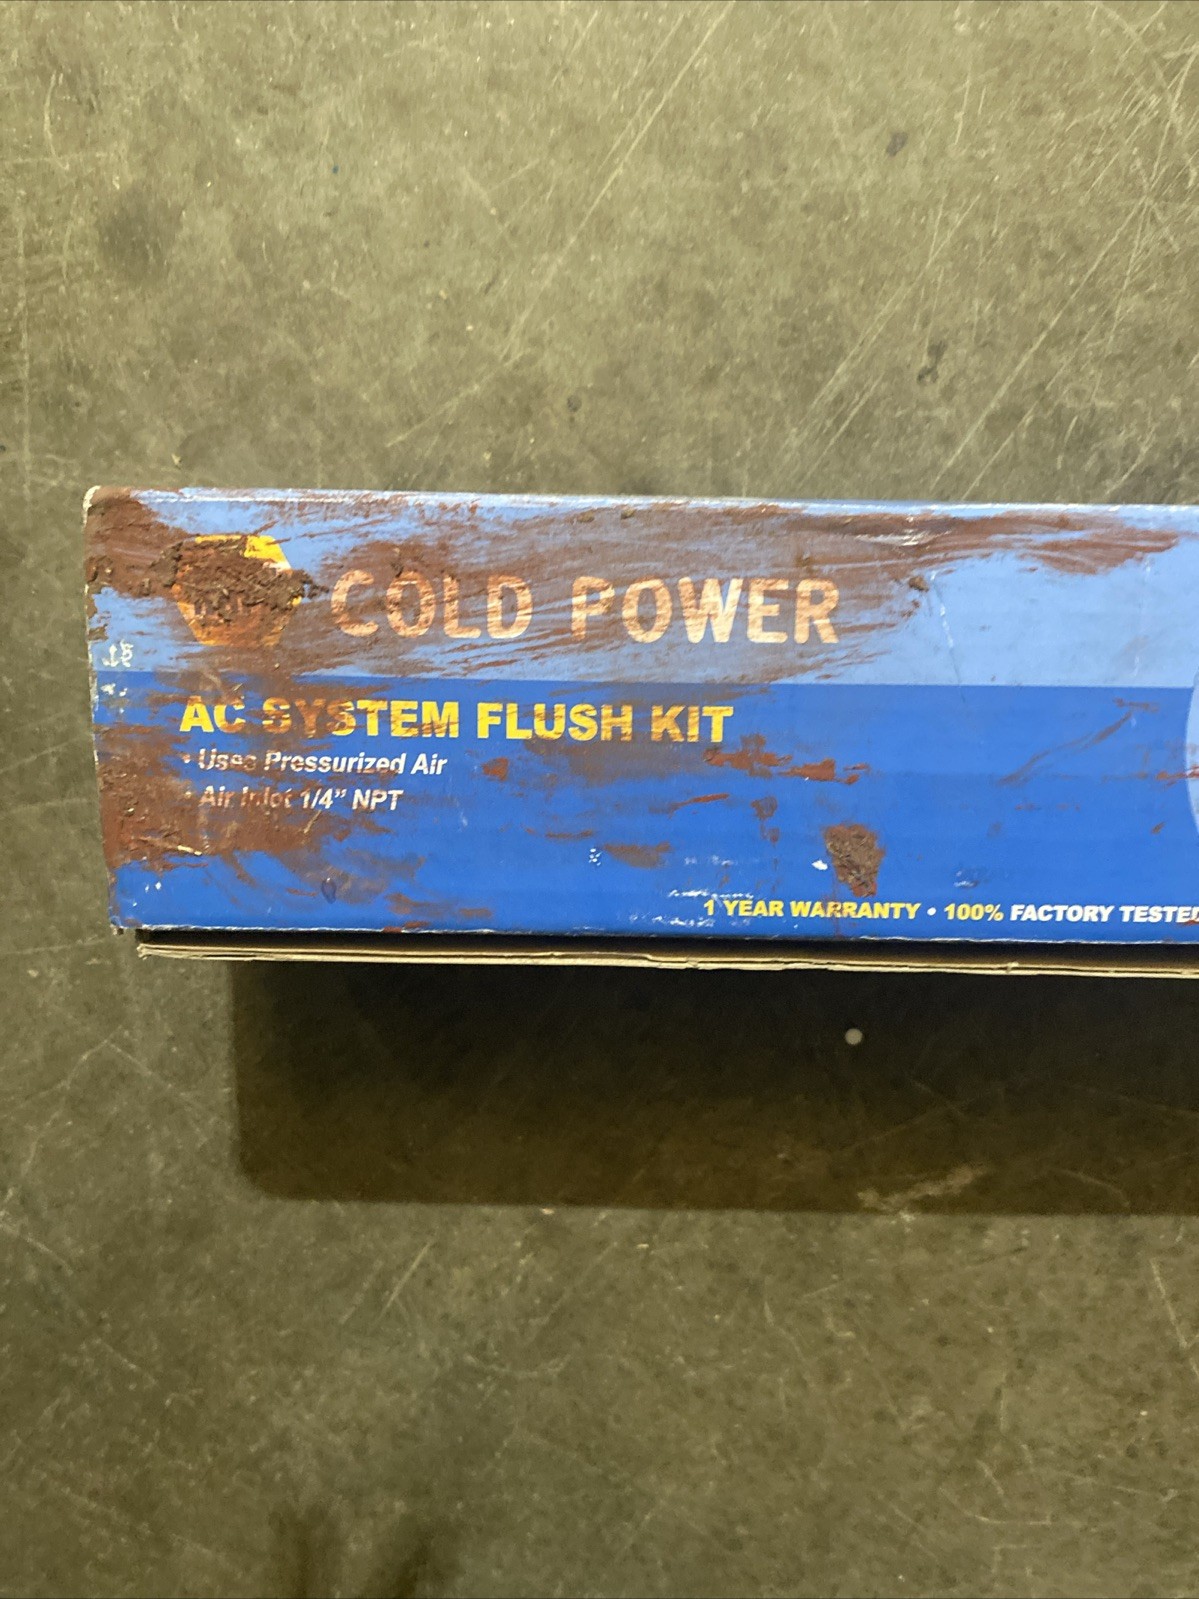 COLD POWER
AC SYSTEM FLUSH KIT
• Uses Pressurized Air
• Air Inlet 1/4” NPT
1 YEAR WARRANTY • 100% FACTORY TESTED